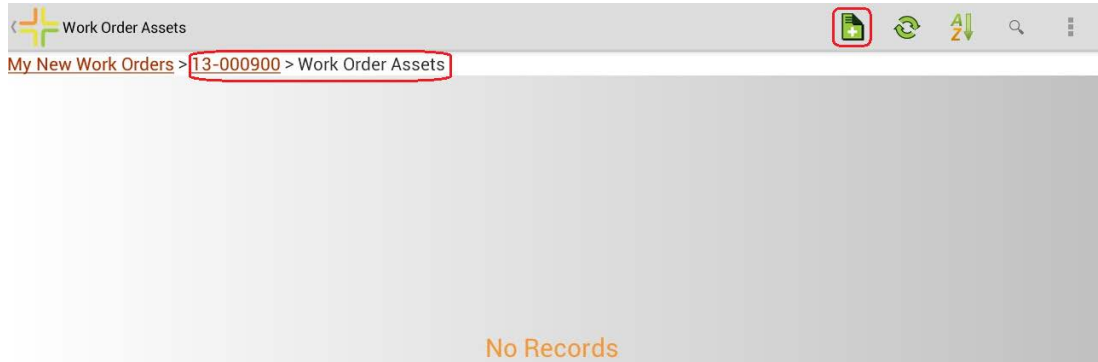 Work Order Assets
A
Z
My New Work Orders > 13-000900 > Work Order Assets
No Records